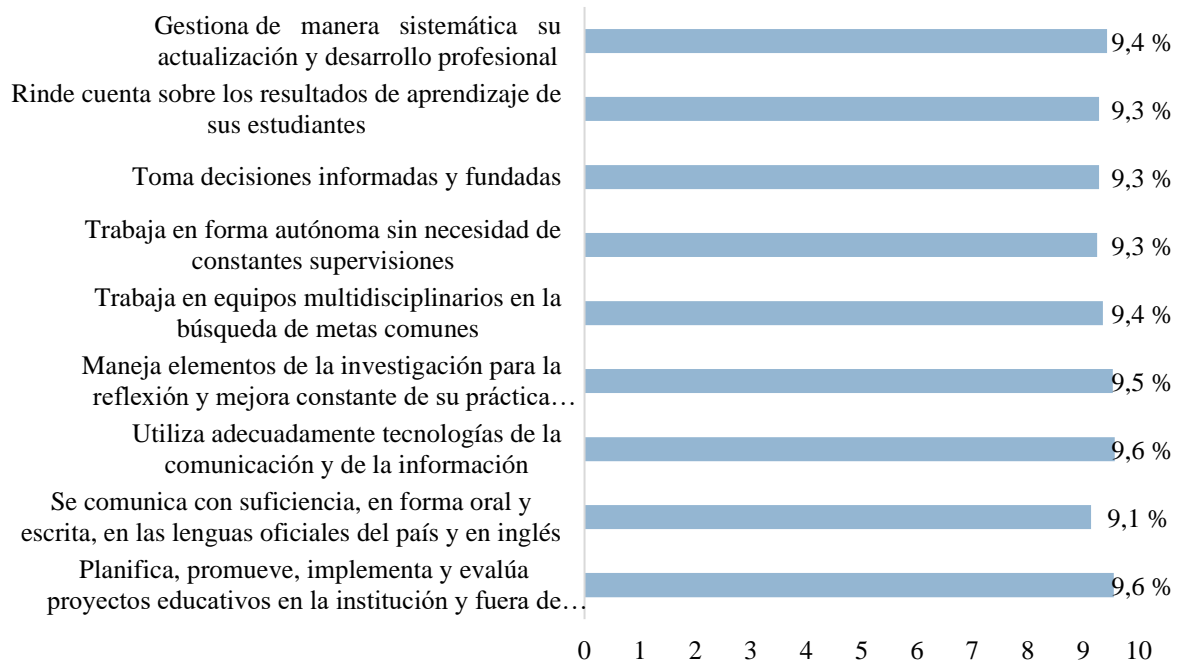 Gestiona de manera sistemática su
actualización y desarrollo profesional
9,4 %
Rinde cuenta sobre los resultados de aprendizaje de
sus estudiantes
9,3 %
Toma decisiones informadas y fundadas
9,3 %
Trabaja en forma autónoma sin necesidad de
constantes supervisiones
9,3 %
Trabaja en equipos multidisciplinarios en la
búsqueda de metas comunes
9,4 %
Maneja elementos de la investigación para la
reflexión y mejora constante de su práctica…
9,5 %
Utiliza adecuadamente tecnologías de la
comunicación y de la información
9,6 %
Se comunica con suficiencia, en forma oral y
escrita, en las lenguas oficiales del país y en inglés
9,1 %
Planifica, promueve, implementa y evalúa
proyectos educativos en la institución y fuera de…
9,6 %
0 1 2 3 4 5 6 7 8 9 10